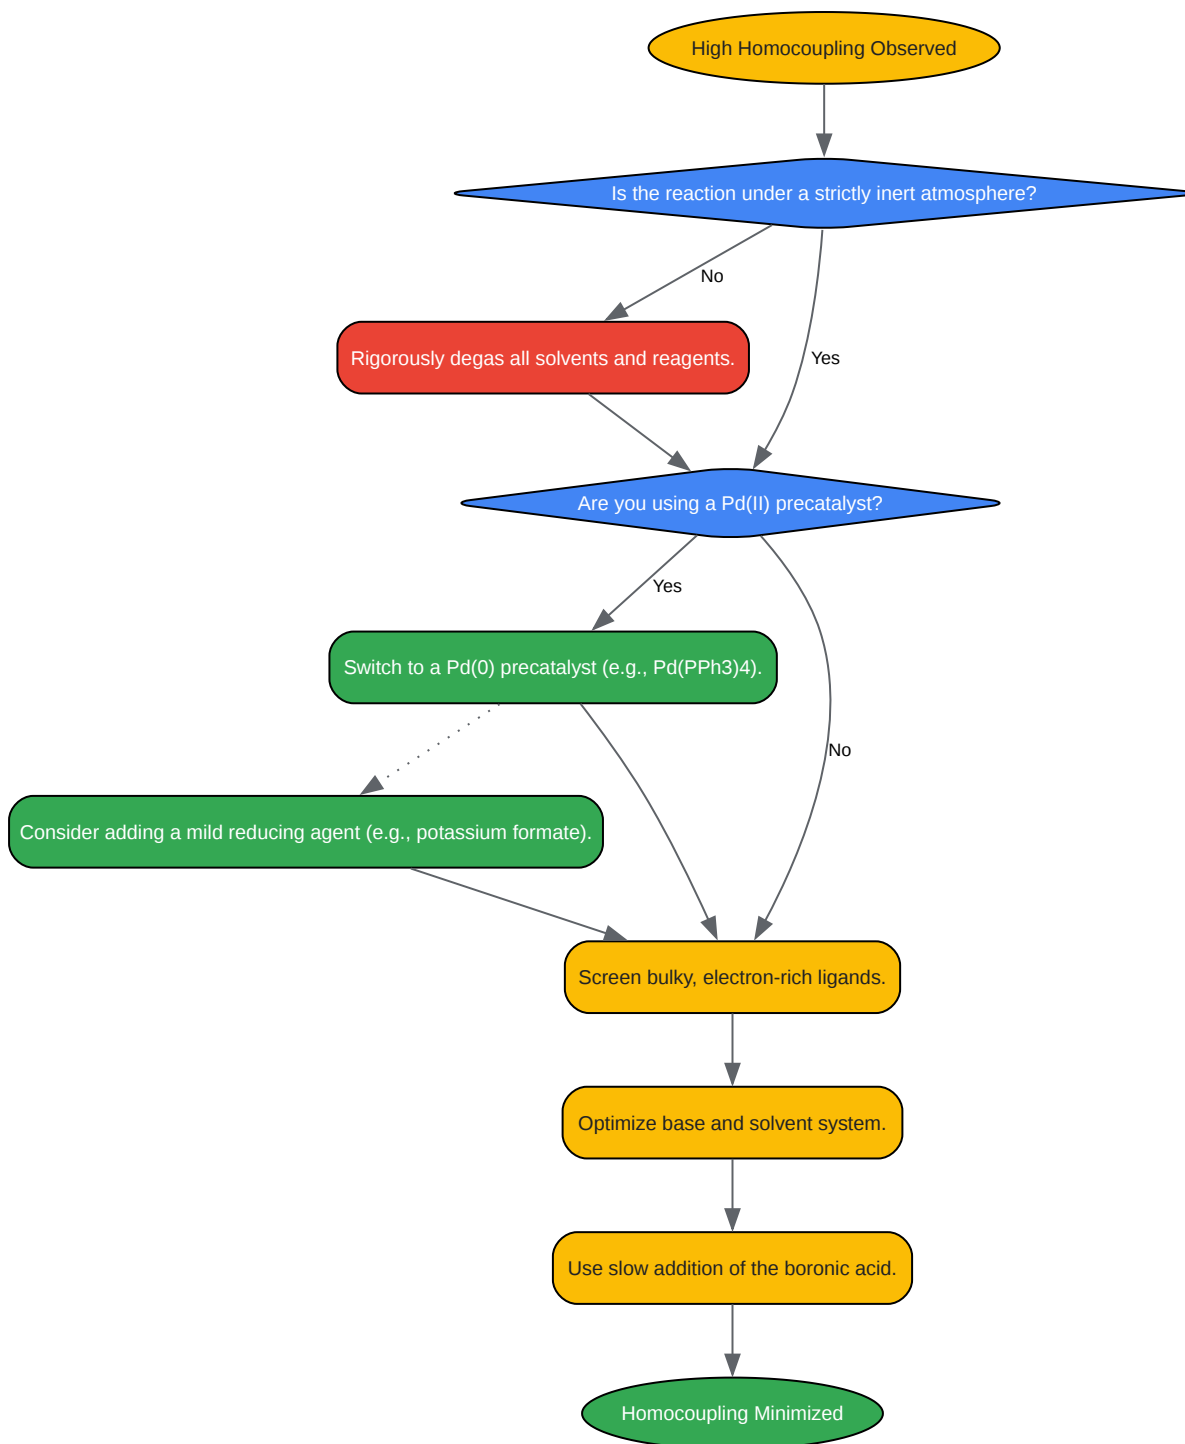 High Homocoupling Observed
Is the reaction under a strictly inert atmosphere?
No
Rigorously degas all solvents and reagents.
Yes
Are you using a Pd(II) precatalyst?
Yes
Switch to a Pd(0) precatalyst (e.g., Pd(PPh3)4).
No
Consider adding a mild reducing agent (e.g., potassium formate).
Screen bulky, electron-rich ligands.
Optimize base and solvent system.
Use slow addition of the boronic acid.
Homocoupling Minimized